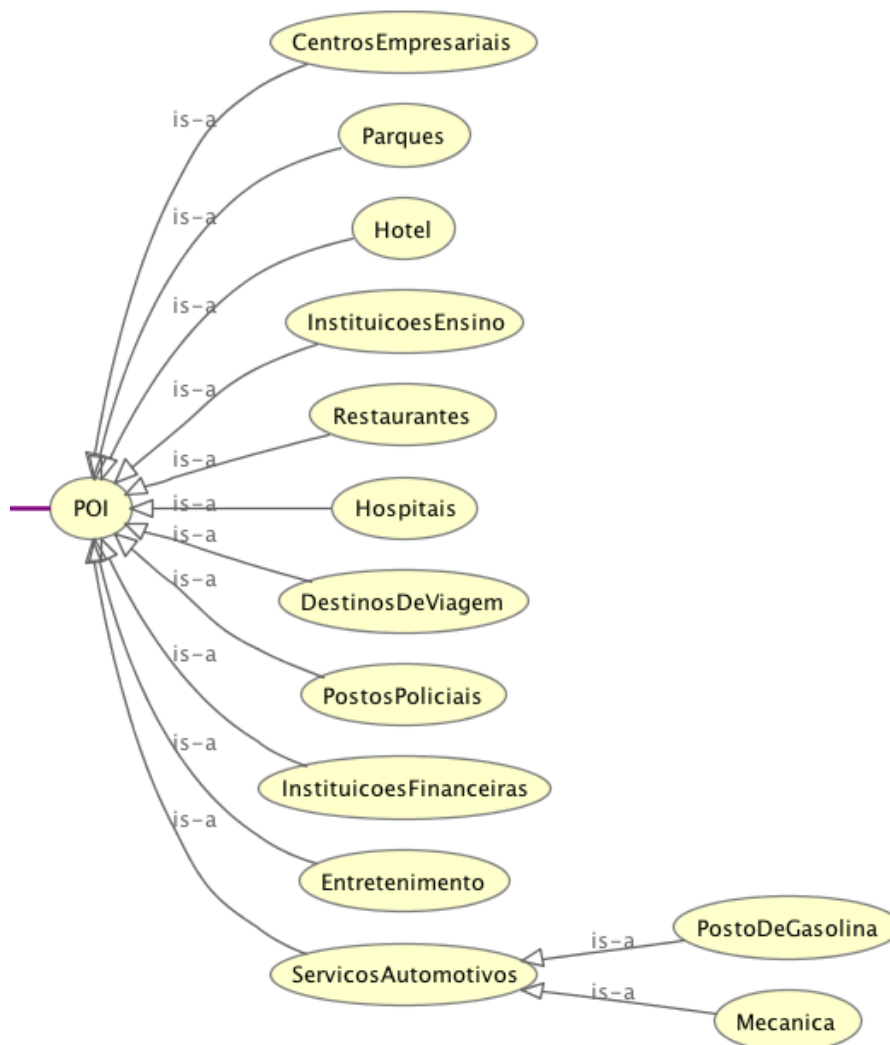 CentrosEmpresariais
is-a
Parques
is-a
Hotel
is-a
InstituicoesEnsino
is-a
Restaurantes
is-a
POI
is-a
Hospitais
is-a
DestinosDeViagem
is-a
PostosPoliciais
is-a
InstituicoesFinanceiras
is-a
Entretenimento
is-a
PostoDeGasolina
is-a
ServicosAutomotivos
is-a
Mecanica